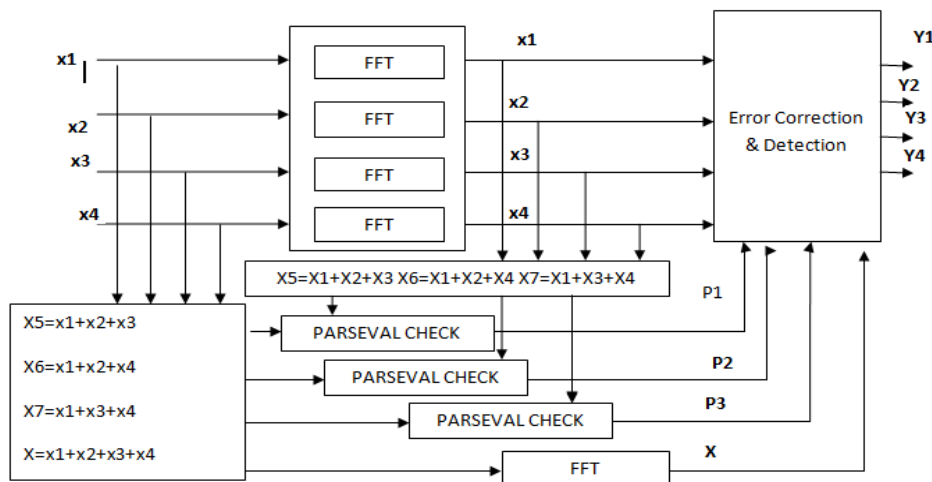 x1
x2
x3
x4
FFT
FFT
FFT
FFT
x1
x2
x3
x4
Error Correction
& Detection
Y1
Y2
Y3
Y4
X5=X1+X2+X3 X6=X1+X2+X4 X7=X1+X3+X4
X5=x1+x2+x3
X6=x1+x2+x4
X7=x1+x3+x4
X=x1+x2+x3+x4
PARSEVAL CHECK
PARSEVAL CHECK
PARSEVAL CHECK
FFT
P1
P2
P3
X